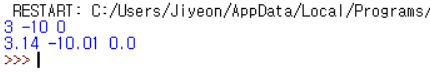 RESTART: C:/Users/Jiyeon/AppData/Local/Programs/
3 -10 0
3.14 -10.01 0.0
>>>